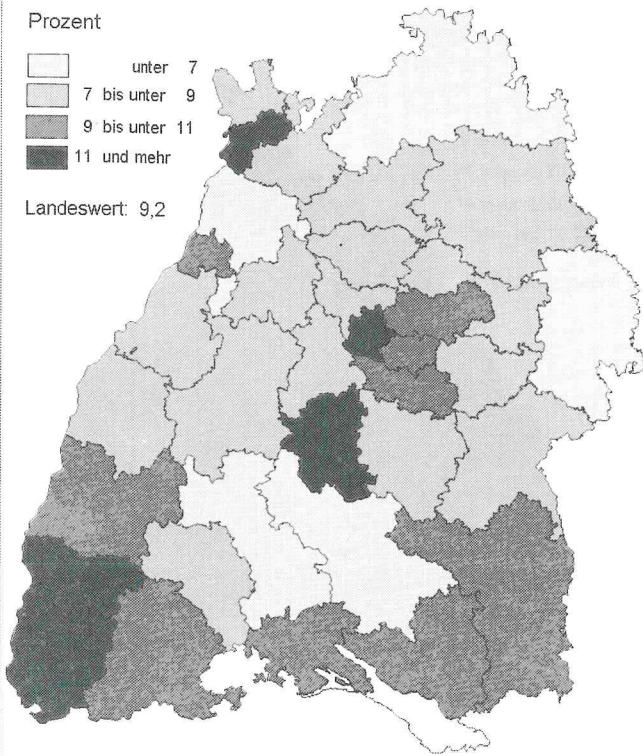 Prozent
unter 7
7 bis unter 9
9 bis unter 11
11 und mehr
Landeswert: 9,2